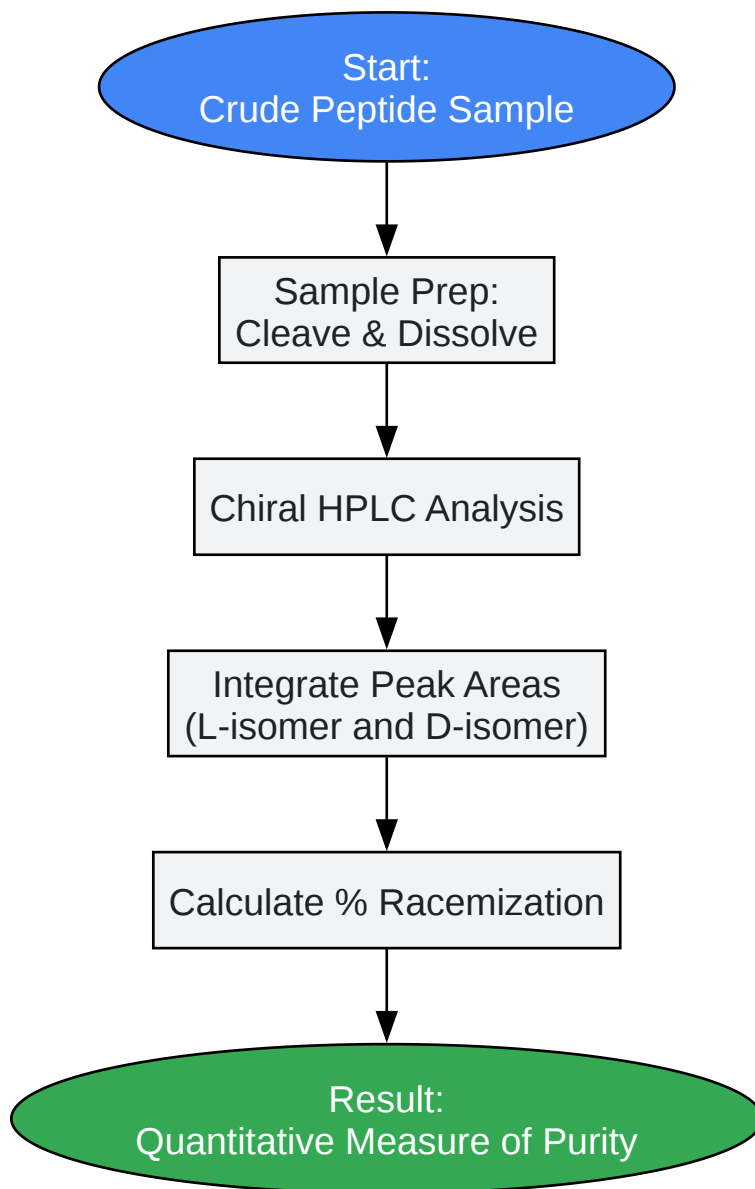 Start:
Crude Peptide Sample
Sample Prep:
Cleave & Dissolve
Chiral HPLC Analysis
Integrate Peak Areas
(L-isomer and D-isomer)
Calculate % Racemization
Result:
Quantitative Measure of Purity